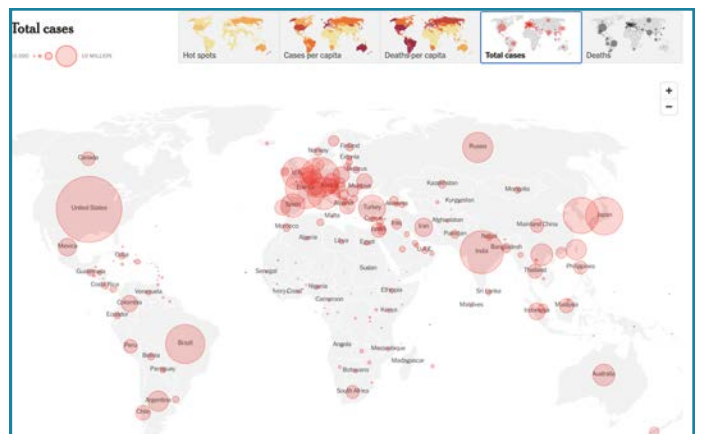 Total cases
10 MILLION
Hot spots
Cases per capita
Deaths per capita
Total cases
Deaths
+
−
Canada
United States
Mexico
Cuba
Guatemala
Costa Rica
Venezuela
Colombia
Ecuador
Peru
Brazil
Bolivia
Paraguay
Argentina
Chile
Finland
Norway
Estonia
Belarus
U.K.
France
Spain
Albania
Malta
Morocco
Algeria
Libya
Egypt
Turkey
Armenia
Cyprus
Israel
Iraq
Iran
U.A.E.
Russia
Kazakhstan
Kyrgyzstan
Afghanistan
Pakistan
Mongolia
Mainland China
Nepal
Bangladesh
India
Japan
Thailand
Philippines
Sri Lanka
Maldives
Malaysia
Indonesia
Australia
Senegal
Sudan
Ivory Coast
Nigeria
Cameroon
Ethiopia
Kenya
Angola
Mozambique
Madagascar
Botswana
South Africa